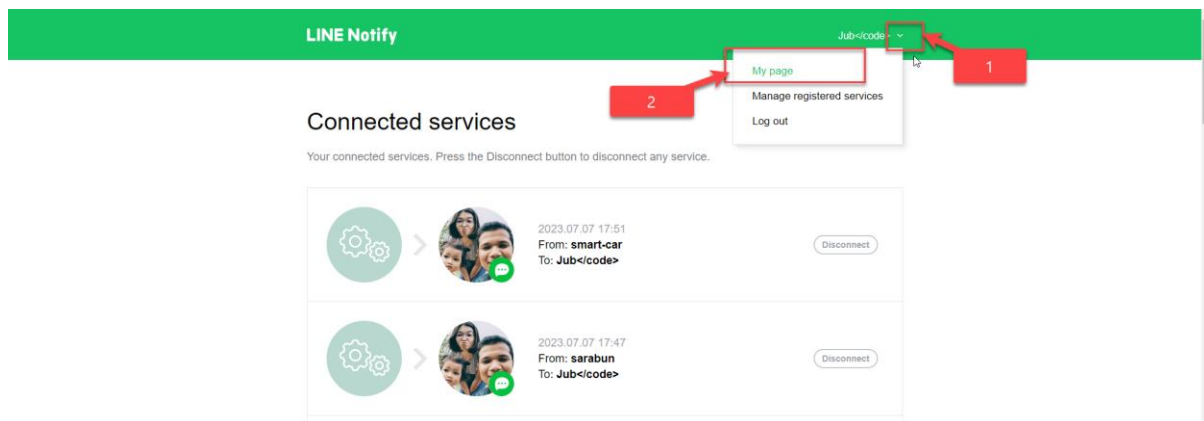 LINE Notify
Jub</code>
1
My page
2
Manage registered services
Log out
Connected services
Your connected services. Press the Disconnect button to disconnect any service.
2023.07.07 17:51
From: smart-car
To: Jub</code>
Disconnect
2023.07.07 17:47
From: sarabun
To: Jub</code>
Disconnect